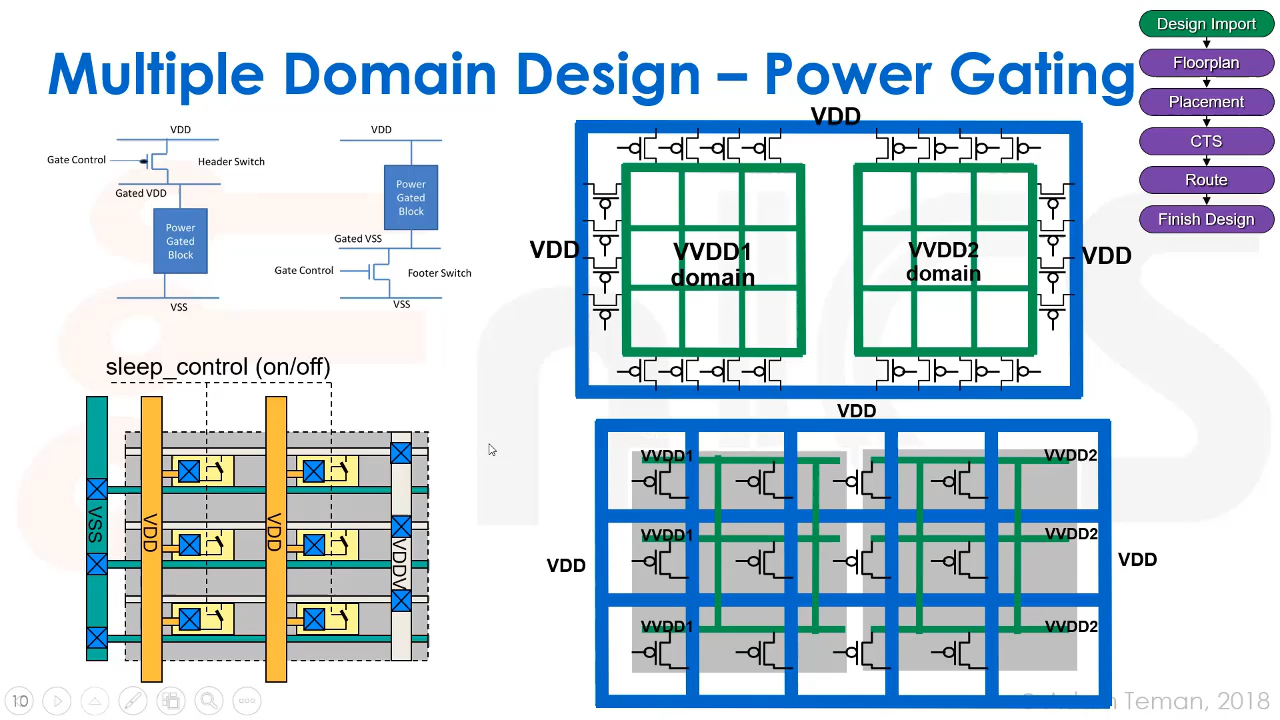 Multiple Domain Design – Power Gating
Design Import
Floorplan
Placement
CTS
Route
Finish Design
VDD
Gate Control
Header Switch
Gated VDD
Power
Gated
Block
VSS
VDD
Power
Gated
Block
Gated VSS
Gate Control
Footer Switch
VSS
VDD
VDD
VVDD1
domain
VVDD2
domain
VDD
sleep_control (on/off)
VSS
VDD
VDD
VDDV
VDD
VVDD1
VVDD2
VVDD1
VVDD2
VDD
VDD
VVDD1
VVDD2
10
Teman, 2018